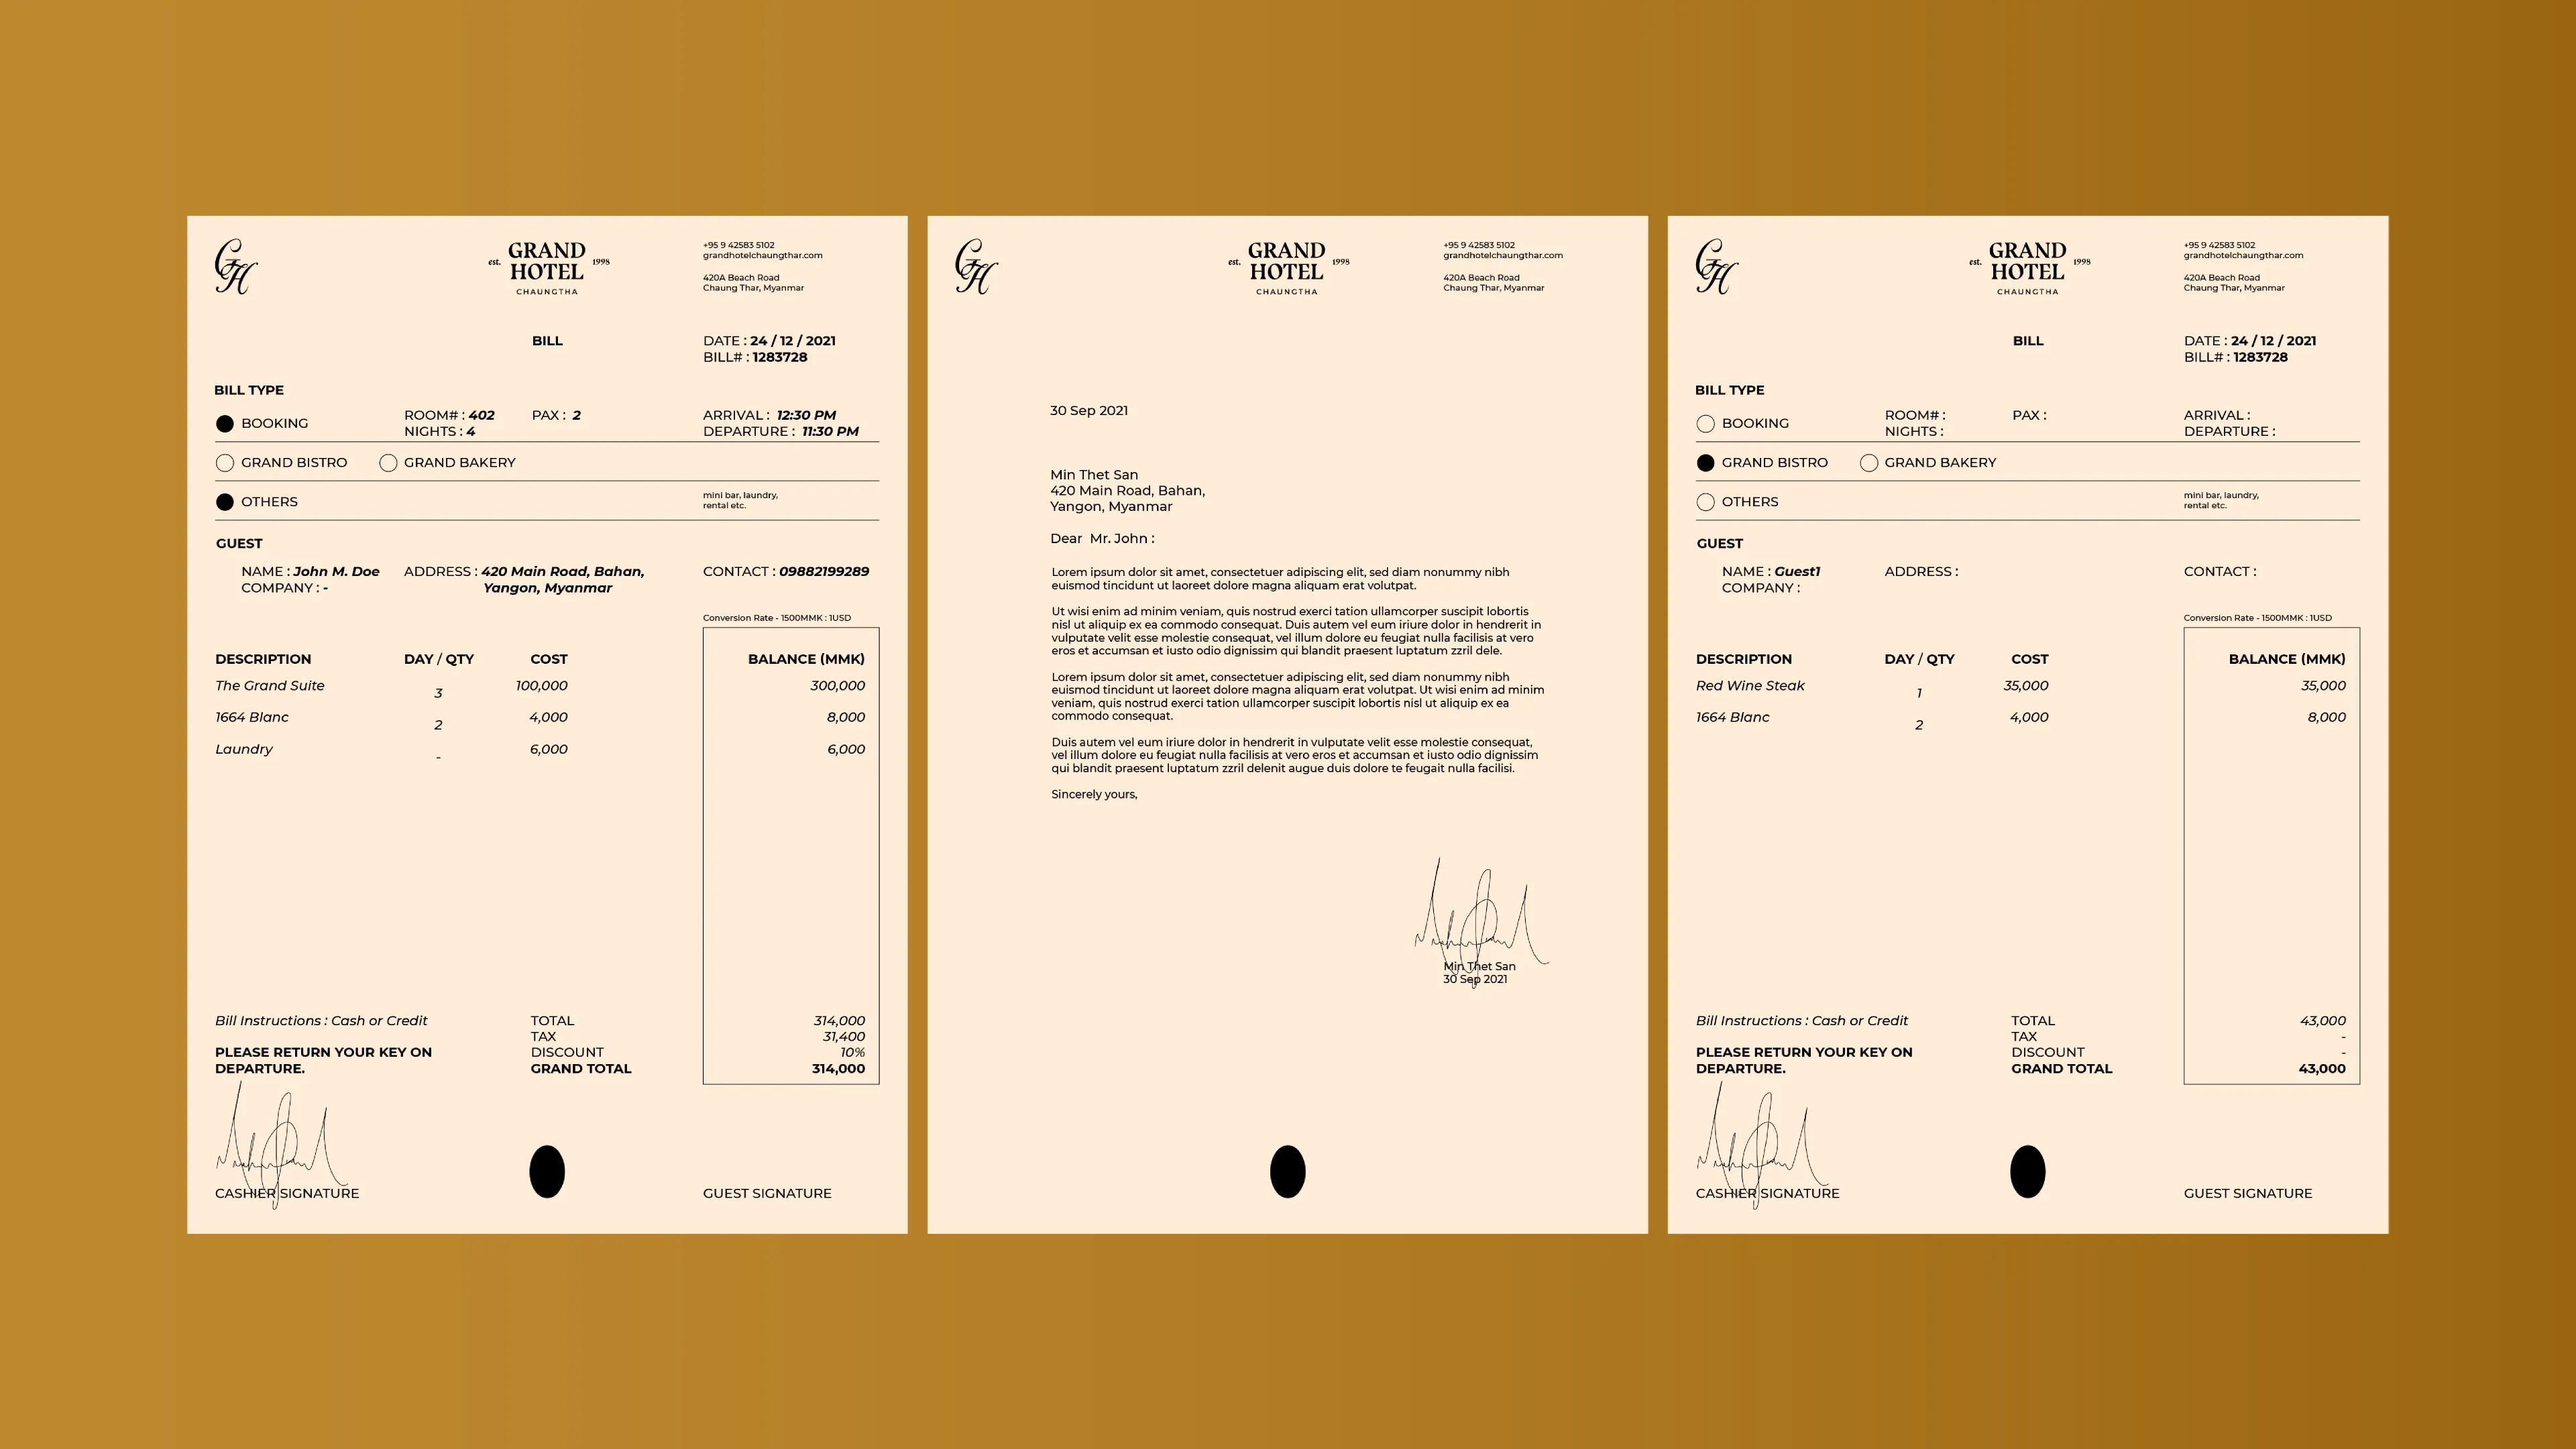 GH
est. GRAND HOTEL 1998
CHAUNGTHA
+95 9 42583 5102
grandhotelchaungthar.com
420A Beach Road
Chaung Thar, Myanmar
BILL
DATE : 24 / 12 / 2021
BILL# : 1283728
BILL TYPE
BOOKING
ROOM# : 402
NIGHTS : 4
PAX : 2
ARRIVAL : 12:30 PM
DEPARTURE : 11:30 PM
GRAND BISTRO GRAND BAKERY
OTHERS
mini bar, laundry,
rental etc.
GUEST
NAME : John M. Doe
COMPANY : -
ADDRESS : 420 Main Road, Bahan,
Yangon, Myanmar
CONTACT : 09882199289
Conversion Rate - 1500MMK : 1USD
DESCRIPTION DAY / QTY COST BALANCE (MMK)
The Grand Suite 3 100,000 300,000
1664 Blanc 2 4,000 8,000
Laundry - 6,000 6,000
Bill Instructions : Cash or Credit
PLEASE RETURN YOUR KEY ON
DEPARTURE.
TOTAL 314,000
TAX 31,400
DISCOUNT 10%
GRAND TOTAL 314,000
CASHIER SIGNATURE
GUEST SIGNATURE
GH
est. GRAND HOTEL 1998
CHAUNGTHA
+95 9 42583 5102
grandhotelchaungthar.com
420A Beach Road
Chaung Thar, Myanmar
30 Sep 2021
Min Thet San
420 Main Road, Bahan,
Yangon, Myanmar
Dear Mr. John :
Lorem ipsum dolor sit amet, consectetuer adipiscing elit, sed diam nonummy nibh
euismod tincidunt ut laoreet dolore magna aliquam erat volutpat.
Ut wisi enim ad minim veniam, quis nostrud exerci tation ullamcorper suscipit lobortis
nisl ut aliquip ex ea commodo consequat. Duis autem vel eum iriure dolor in hendrerit in
vulputate velit esse molestie consequat, vel illum dolore eu feugiat nulla facilisis at vero
eros et accumsan et iusto odio dignissim qui blandit praesent luptatum zzril dele.
Lorem ipsum dolor sit amet, consectetuer adipiscing elit, sed diam nonummy nibh
euismod tincidunt ut laoreet dolore magna aliquam erat volutpat. Ut wisi enim ad minim
veniam, quis nostrud exerci tation ullamcorper suscipit lobortis nisl ut aliquip ex ea
commodo consequat.
Duis autem vel eum iriure dolor in hendrerit in vulputate velit esse molestie consequat,
vel illum dolore eu feugiat nulla facilisis at vero eros et accumsan et iusto odio dignissim
qui blandit praesent luptatum zzril delenit augue duis dolore te feugait nulla facilisi.
Sincerely yours,
Min Thet San
30 Sep 2021
GH
est. GRAND HOTEL 1998
CHAUNGTHA
+95 9 42583 5102
grandhotelchaungthar.com
420A Beach Road
Chaung Thar, Myanmar
BILL
DATE : 24 / 12 / 2021
BILL# : 1283728
BILL TYPE
BOOKING
ROOM# :
NIGHTS :
PAX :
ARRIVAL :
DEPARTURE :
GRAND BISTRO GRAND BAKERY
OTHERS
mini bar, laundry,
rental etc.
GUEST
NAME : Guest1
COMPANY :
ADDRESS :
CONTACT :
Conversion Rate - 1500MMK : 1USD
DESCRIPTION DAY / QTY COST BALANCE (MMK)
Red Wine Steak 1 35,000 35,000
1664 Blanc 2 4,000 8,000
Bill Instructions : Cash or Credit
PLEASE RETURN YOUR KEY ON
DEPARTURE.
TOTAL 43,000
TAX -
DISCOUNT -
GRAND TOTAL 43,000
CASHIER SIGNATURE
GUEST SIGNATURE